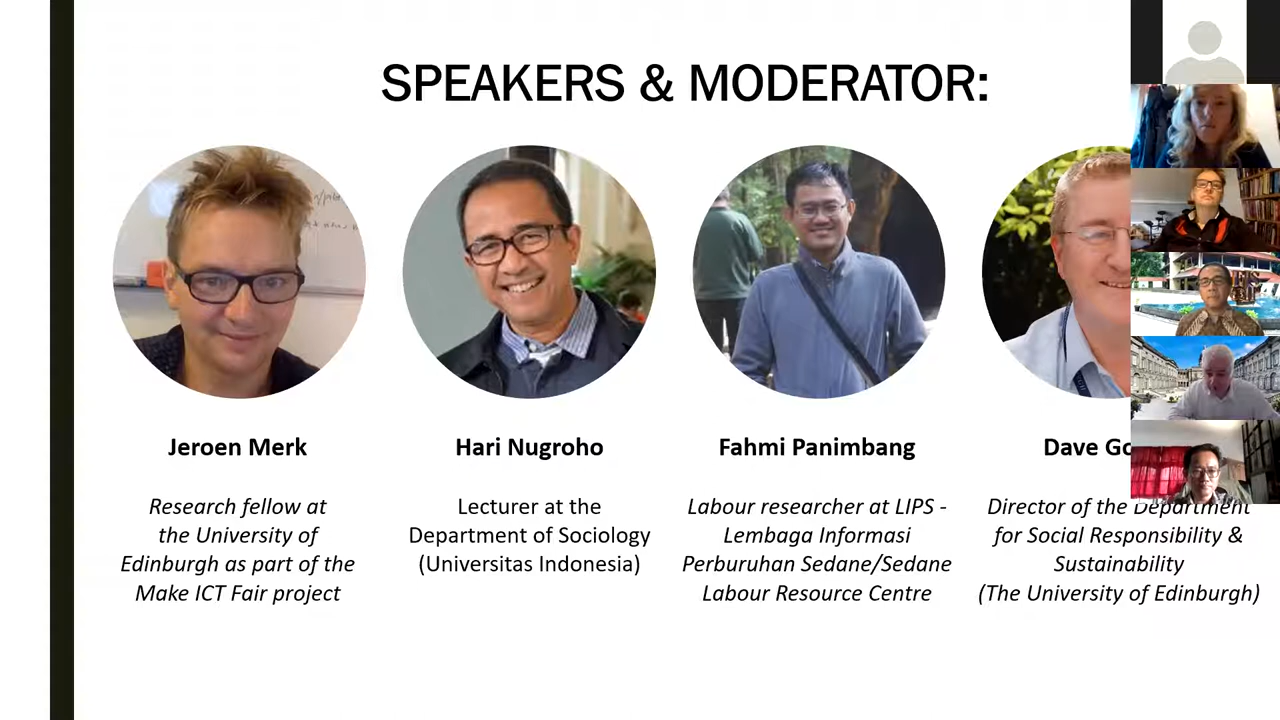 SPEAKERS & MODERATOR:
Jeroen Merk
Research fellow at
the University of
Edinburgh as part of the
Make ICT Fair project
Hari Nugroho
Lecturer at the
Department of Sociology
(Universitas Indonesia)
Fahmi Panimbang
Labour researcher at LIPS -
Lembaga Informasi
Perburuhan Sedane/Sedane
Labour Resource Centre
Dave
Director of the Department
for Social Responsibility &
Sustainability
(The University of Edinburgh)